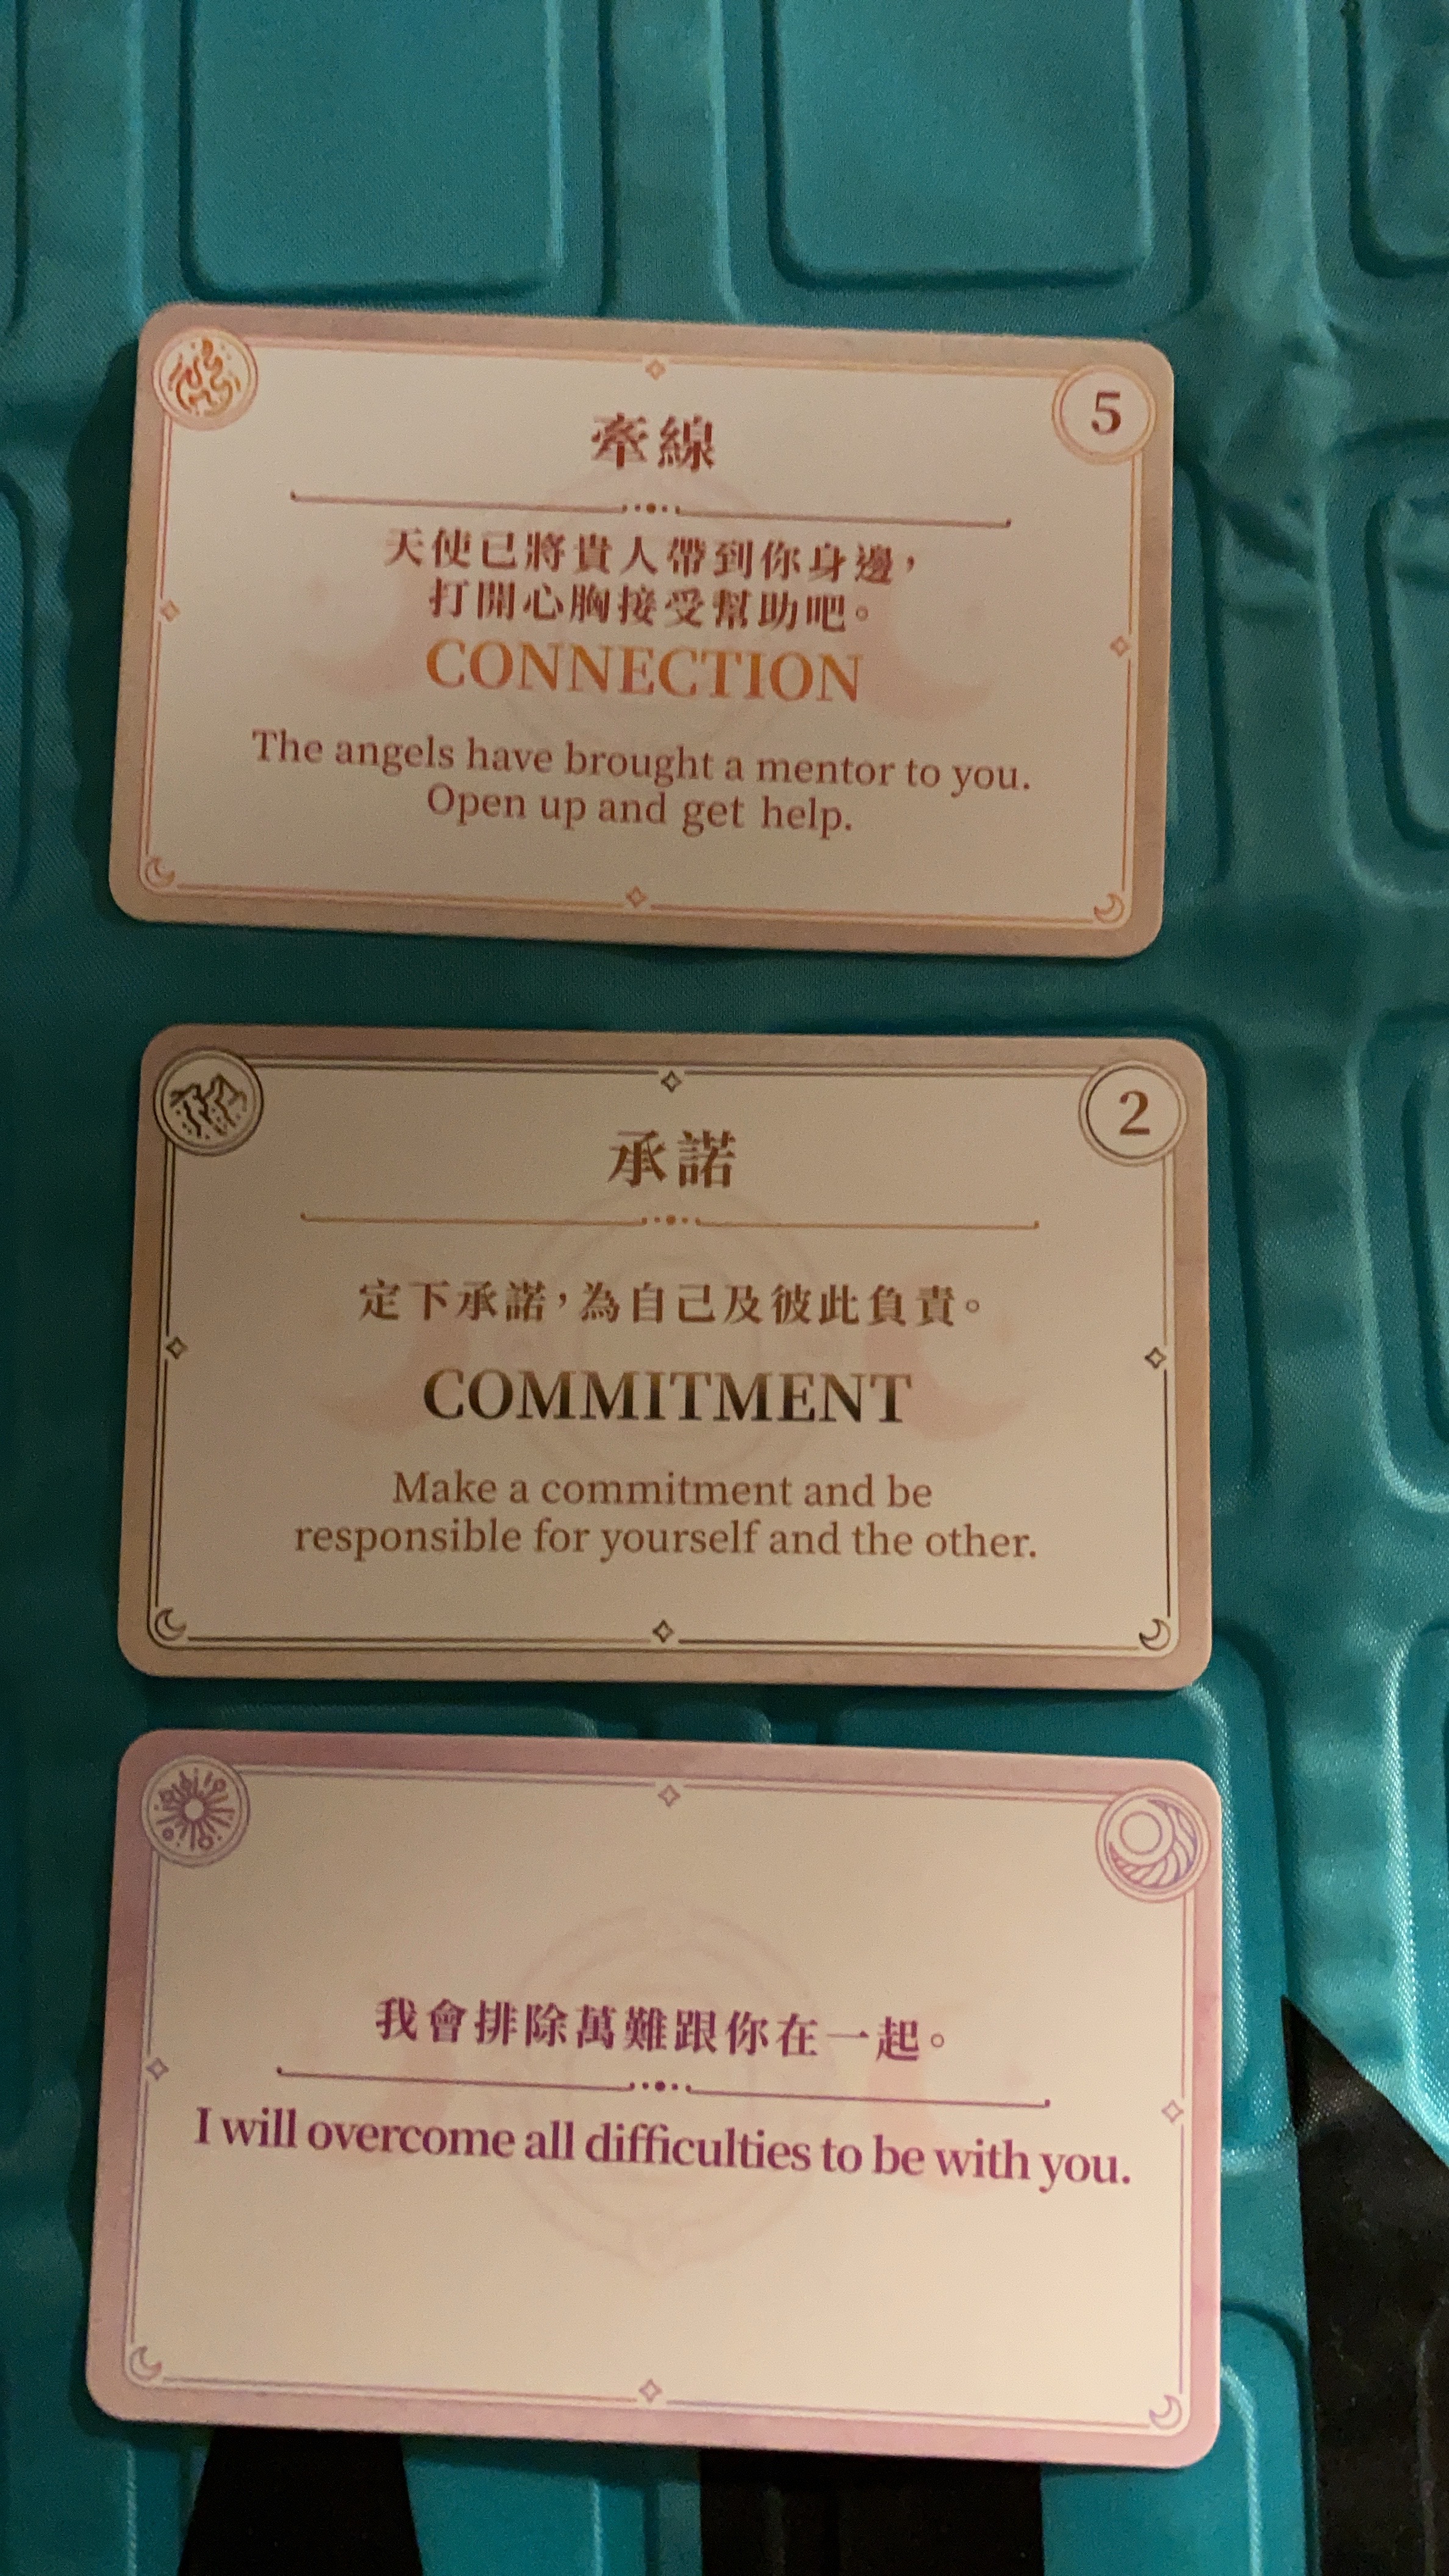 5
牽線
天使已將貴人帶到你身邊，
打開心胸接受幫助吧。
CONNECTION
The angels have brought a mentor to you.
Open up and get help.
2
承諾
定下承諾，為自己及彼此負責。
COMMITMENT
Make a commitment and be
responsible for yourself and the other.
我會排除萬難跟你在一起。
I will overcome all difficulties to be with you.